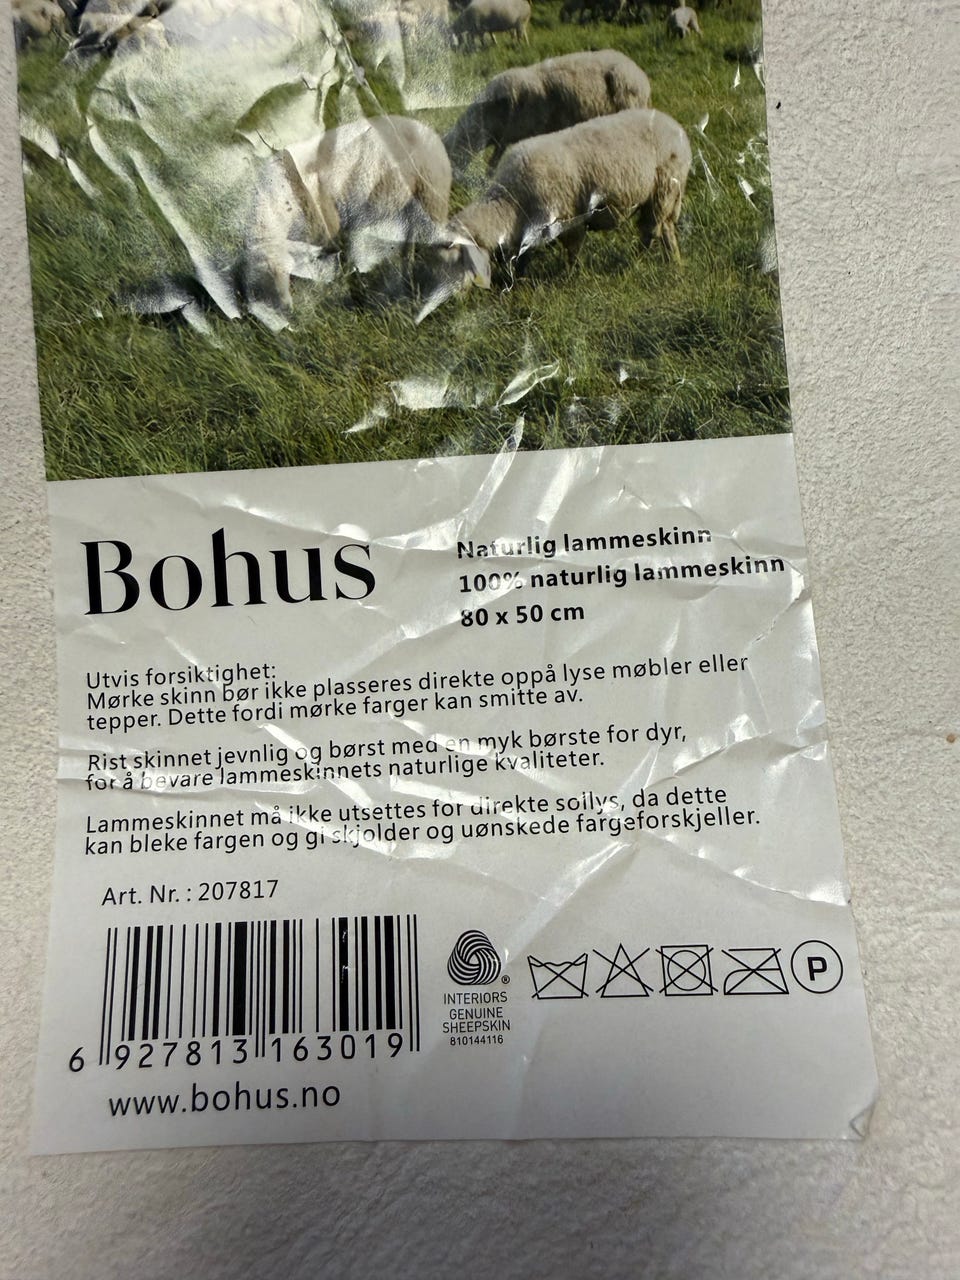 Bohus
Naturlig lammeskinn
100% naturlig lammeskinn
80 x 50 cm
Utvis forsiktighet:
Mørke skinn bør ikke plasseres direkte oppå lyse møbler eller
tepper. Dette fordi mørke farger kan smitte av.
Rist skinnet jevnlig og børst med en myk børste for dyr,
for å bevare lammeskinnets naturlige kvaliteter.
Lammeskinnet må ikke utsettes for direkte sollys, da dette
kan bleke fargen og gi skjolder og uønskede fargeforskjeller.
Art. Nr. : 207817
6 927813 163019
www.bohus.no
®
INTERIORS
GENUINE
SHEEPSKIN
810144116
P